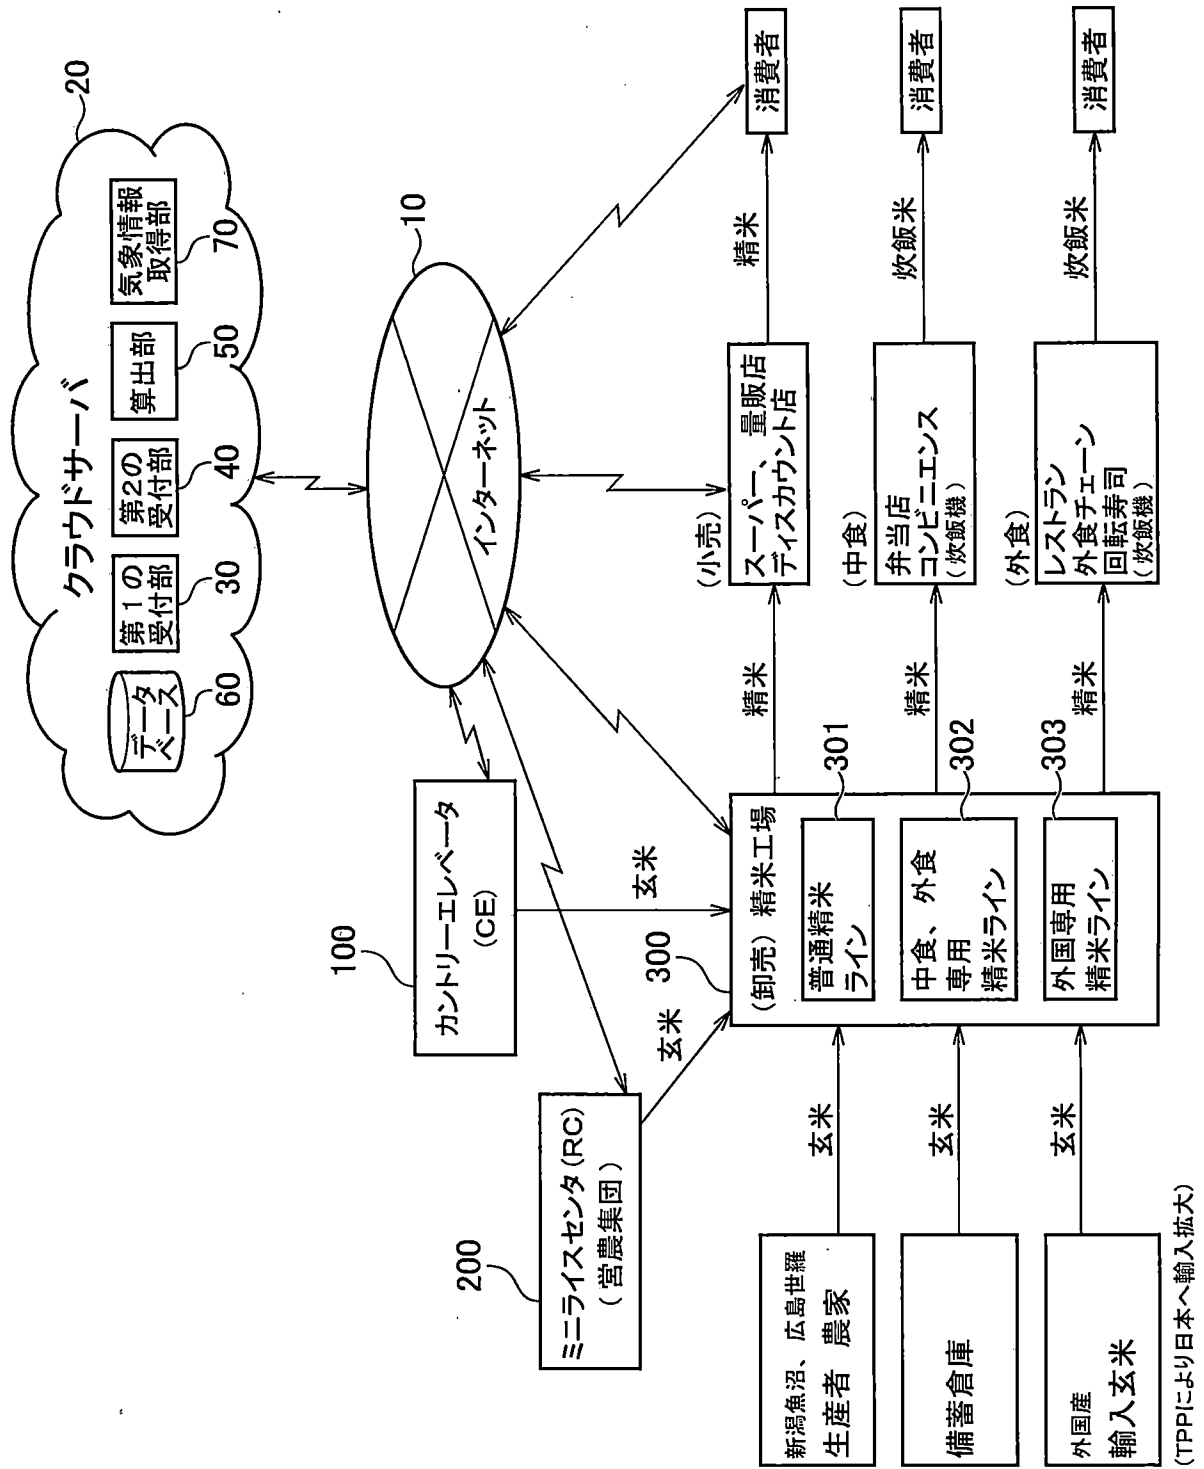 クラウドサーバ
20
データ
ベース
60
第1の
受付部
30
第2の
受付部
40
算出部
50
気象情報
取得部
70
インターネット
10
100
カントリーエレベータ
(CE)
200
ミニライスセンタ(RC)
(営農集団)
玄米
玄米
300
(卸売)精米工場
普通精米
ライン
301
中食、外食
専用
精米ライン
302
外国専用
精米ライン
303
新潟魚沼、広島世羅
生産者 農家
玄米
備蓄倉庫
玄米
外国産
輸入玄米
玄米
(TPPにより日本へ輸入拡大)
精米
(小売)
スーパー、量販店
ディスカウント店
精米
消費者
精米
(中食)
弁当店
コンビニエンス
(炊飯機)
炊飯米
消費者
精米
(外食)
レストラン
外食チェーン
回転寿司
(炊飯機)
炊飯米
消費者